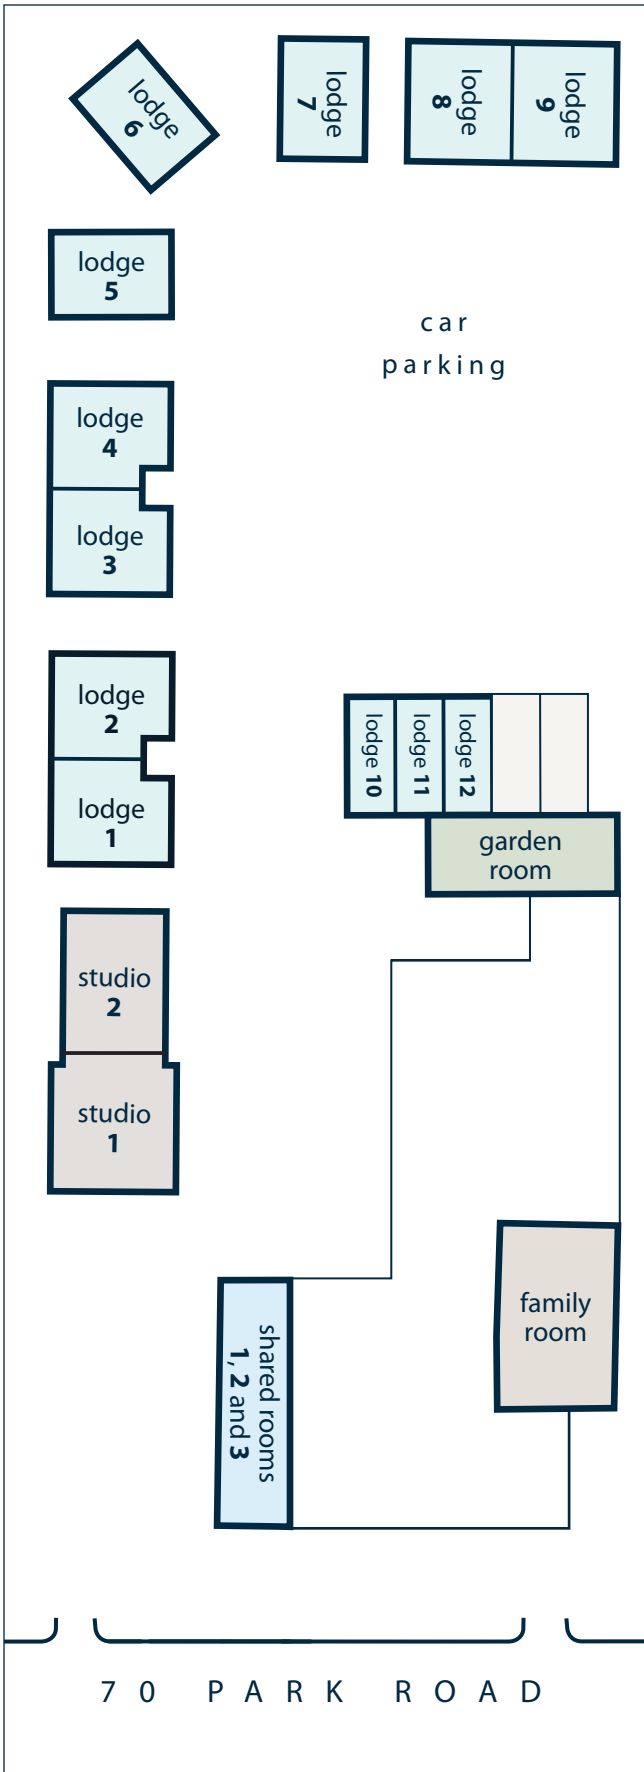 lodge
6
lodge
7
lodge
8
lodge
9
lodge
5
car
parking
lodge
4
lodge
3
lodge
2
lodge
1
lodge 10
lodge 11
lodge 12
garden
room
studio
2
studio
1
family
room
shared rooms
1, 2 and 3
70 PARK ROAD